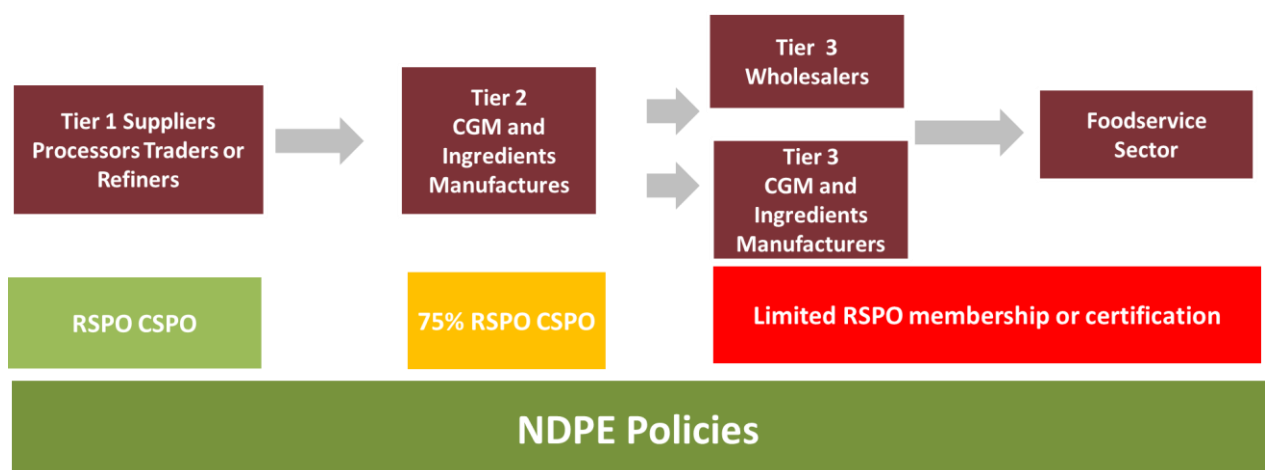 Tier 1 Suppliers
Processors Traders or
Refiners
Tier 2
CGM and
Ingredients
Manufactures
Tier 3
Wholesalers
Tier 3
CGM and
Ingredients
Manufacturers
Foodservice
Sector
RSPO CSPO
75% RSPO CSPO
Limited RSPO membership or certification
NDPE Policies